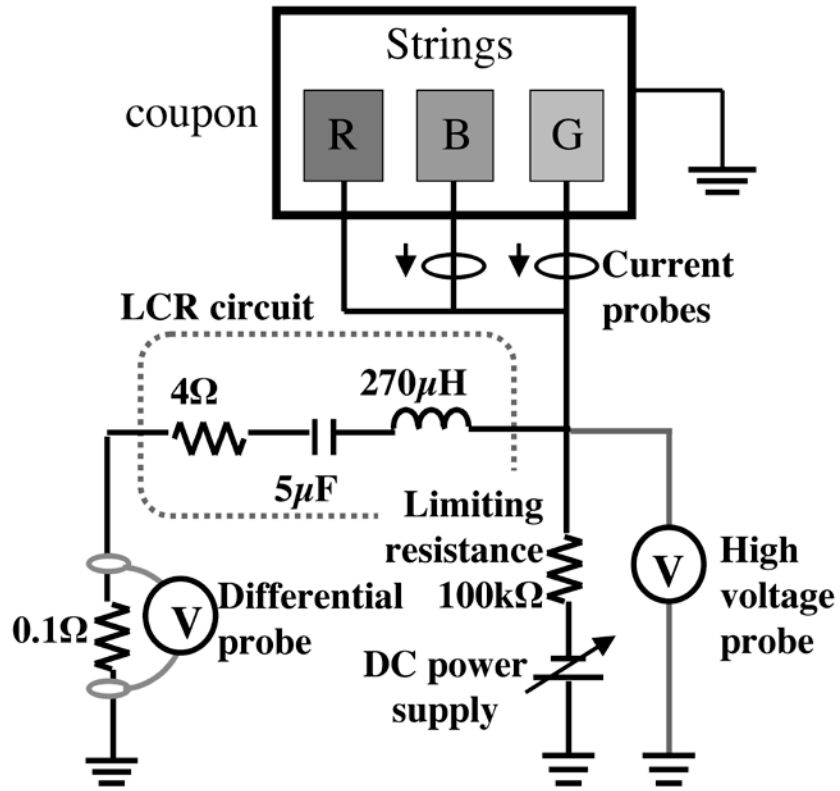 Strings
coupon
R B G
Current
probes
LCR circuit
4Ω
270μH
5μF
Limiting
resistance
100kΩ
V
High
voltage
probe
V
Differential
probe
0.1Ω
DC power
supply